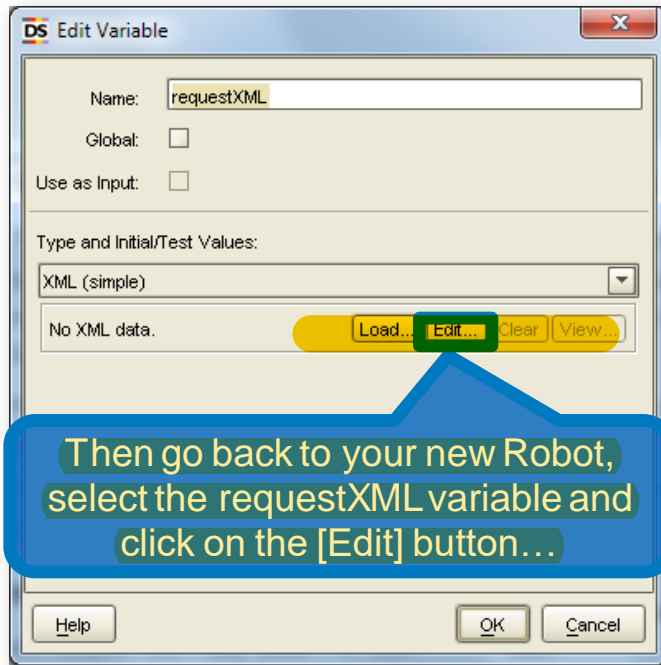 DS Edit Variable
Name: requestXML
Global:
Use as Input:
Type and Initial/Test Values:
XML (simple)
No XML data. Load... Edit... Clear View...
Then go back to your new Robot,
select the requestXML variable and
click on the [Edit] button…
Help OK Cancel